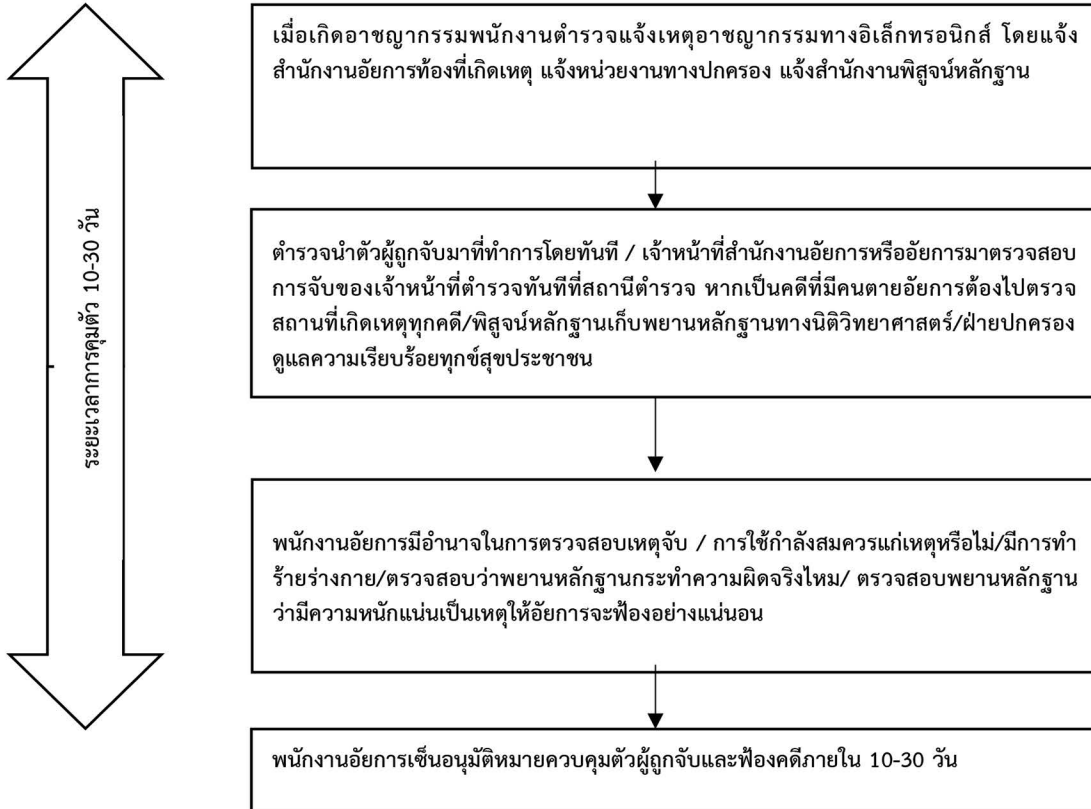 เมื่อเกิดอาชญากรรมพนักงานตำรวจแจ้งเหตุอาชญากรรมทางอิเล็กทรอนิกส์ โดยแจ้ง
สำนักงานอัยการท้องที่เกิดเหตุ แจ้งหน่วยงานทางปกครอง แจ้งสำนักงานพิสูจน์หลักฐาน
ระยะเวลาการคุมตัว 10-30 วัน
ตำรวจนำตัวผู้ถูกจับมาที่ทำการโดยทันที / เจ้าหน้าที่สำนักงานอัยการหรืออัยการมาตรวจสอบ
การจับของเจ้าหน้าที่ตำรวจทันทีที่สถานีตำรวจ หากเป็นคดีที่มีคนตายอัยการต้องไปตรวจ
สถานที่เกิดเหตุทุกคดี/พิสูจน์หลักฐานเก็บพยานหลักฐานทางนิติวิทยาศาสตร์/ฝ่ายปกครอง
ดูแลความเรียบร้อยทุกข์สุขประชาชน
พนักงานอัยการมีอำนาจในการตรวจสอบเหตุจับ / การใช้กำลังสมควรแก่เหตุหรือไม่/มีการทำ
ร้ายร่างกาย/ตรวจสอบว่าพยานหลักฐานกระทำความผิดจริงไหม/ ตรวจสอบพยานหลักฐาน
ว่ามีความหนักแน่นเป็นเหตุให้อัยการจะฟ้องอย่างแน่นอน
พนักงานอัยการเซ็นอนุมัติหมายควบคุมตัวผู้ถูกจับและฟ้องคดีภายใน 10-30 วัน